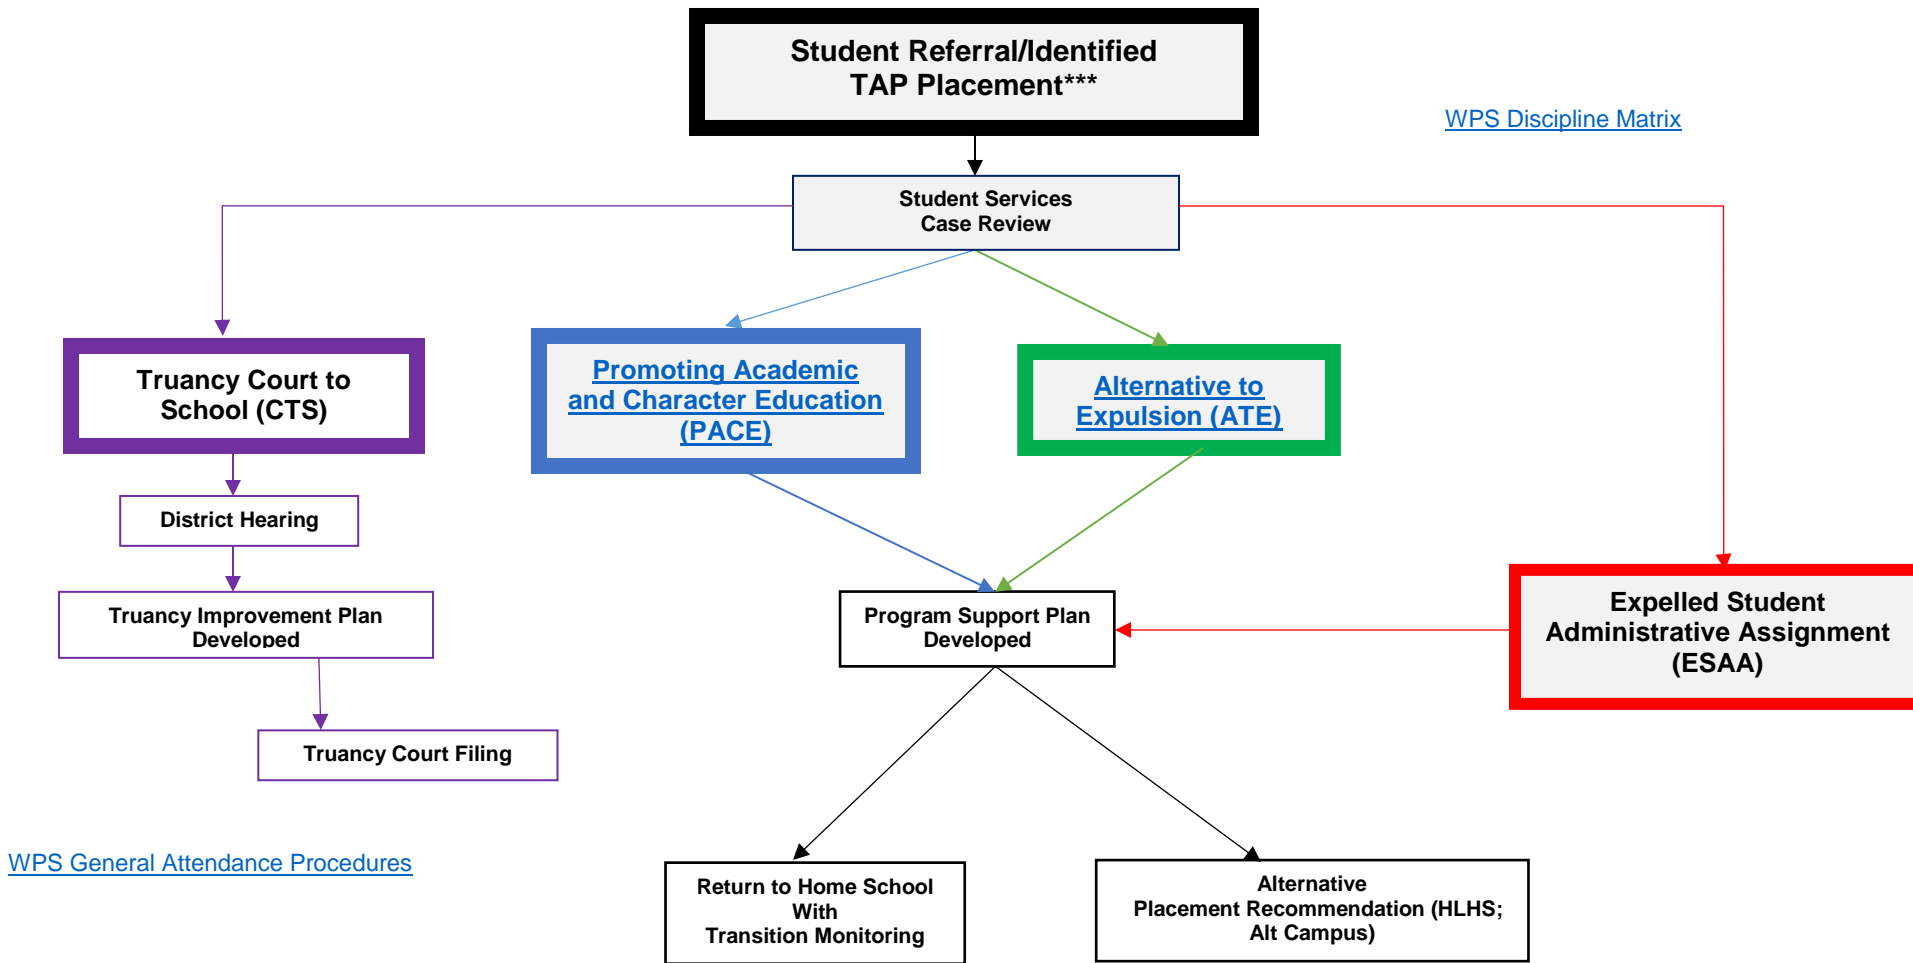 Student Referral/Identified
TAP Placement***
WPS Discipline Matrix
Student Services
Case Review
Truancy Court to
School (CTS)
Promoting Academic
and Character Education
(PACE)
Alternative to
Expulsion (ATE)
District Hearing
Truancy Improvement Plan
Developed
Program Support Plan
Developed
Expelled Student
Administrative Assignment
(ESAA)
Truancy Court Filing
WPS General Attendance Procedures
Return to Home School
With
Transition Monitoring
Alternative
Placement Recommendation (HLHS;
Alt Campus)